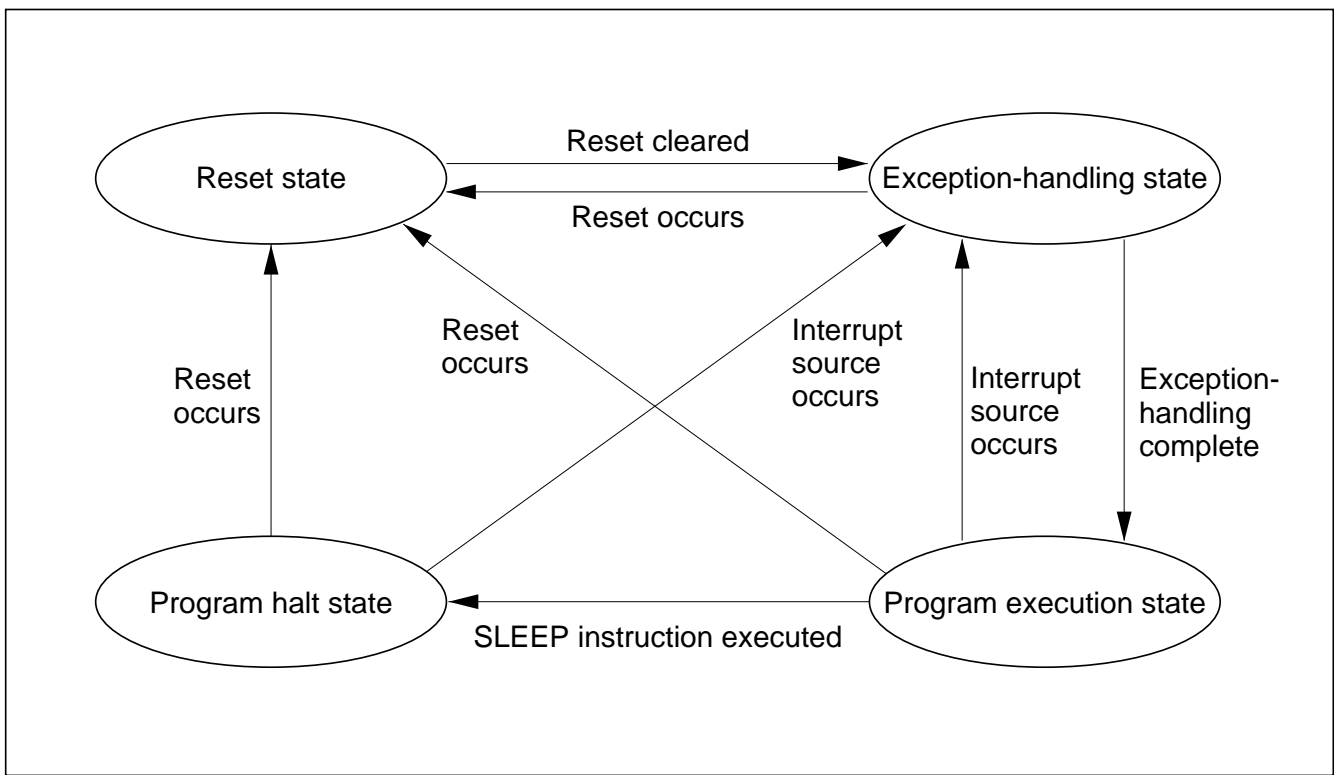 Reset cleared
Reset state
Exception-handling state
Reset occurs
Reset
occurs
Reset
occurs
Interrupt
source
occurs
Interrupt
source
occurs
Exception-
handling
complete
Program halt state
Program execution state
SLEEP instruction executed